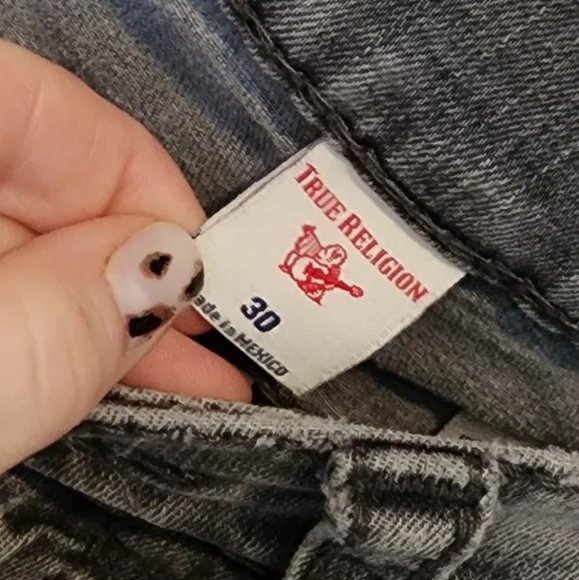 TRUE RELIGION
30
ade in MEXICO